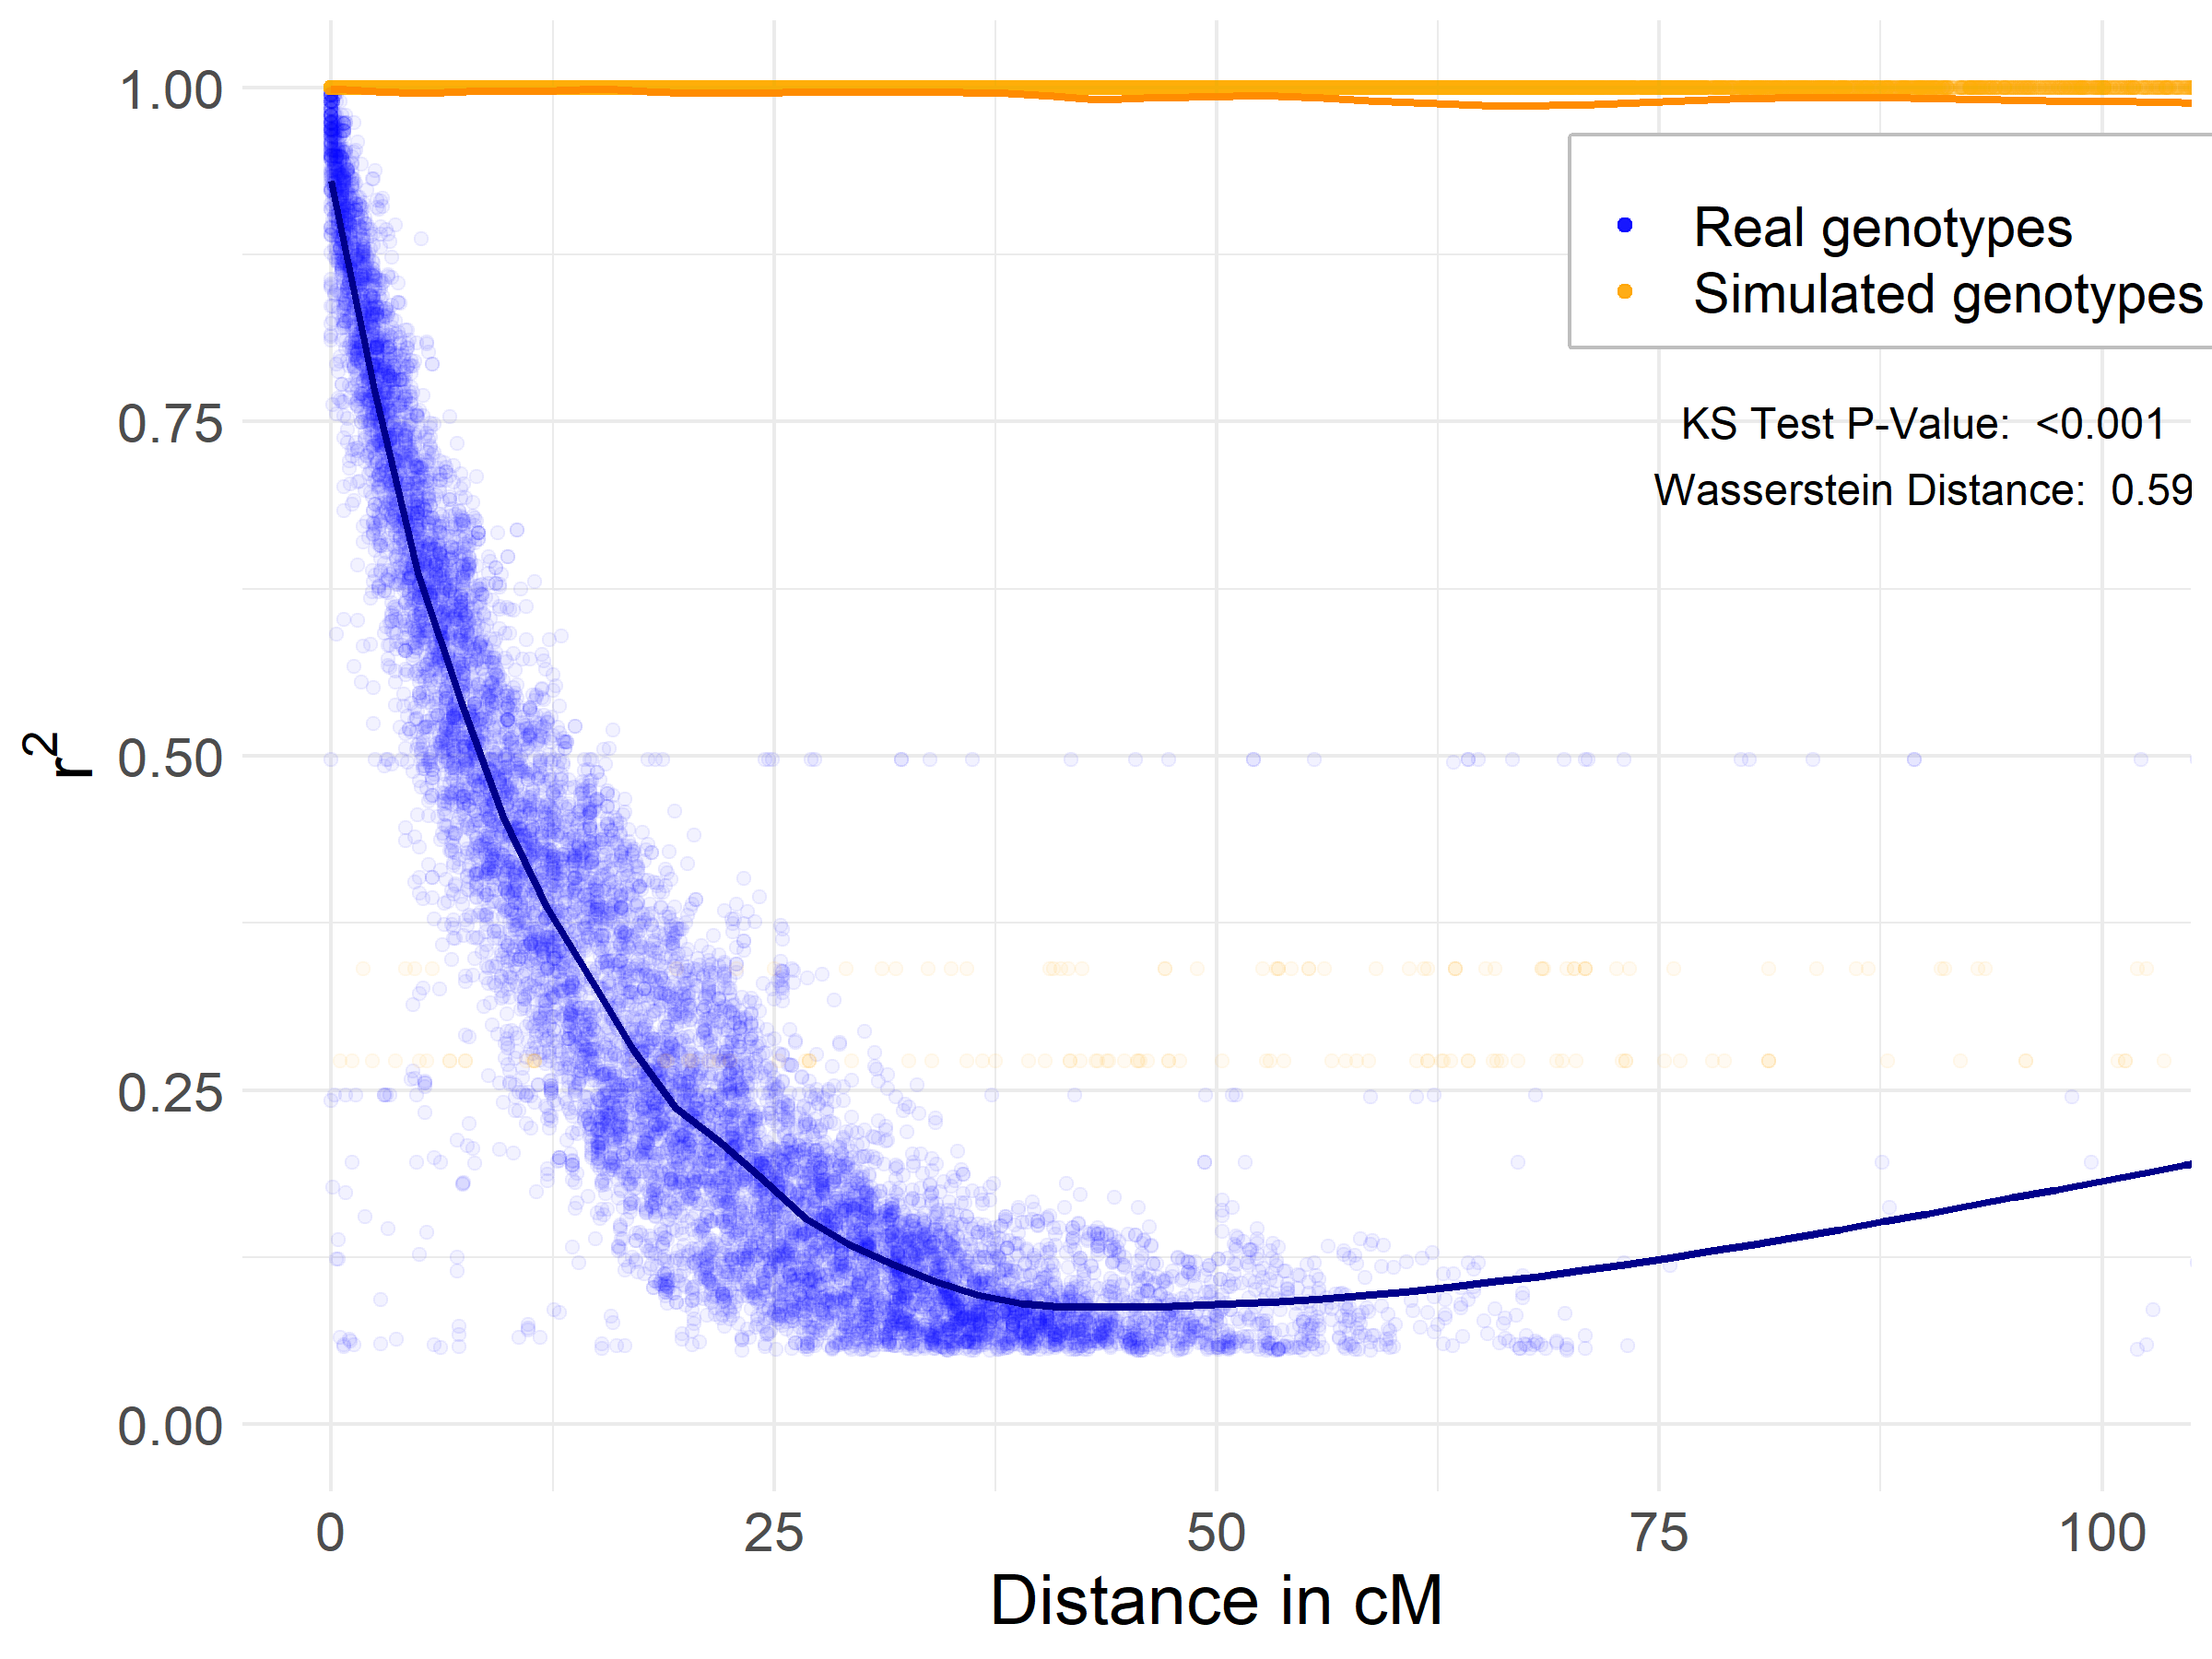 1.00
0.75
0.50
0.25
0.00
r²
Real genotypes
Simulated genotypes
KS Test P-Value: <0.001
Wasserstein Distance: 0.59
0 25 50 75 100
Distance in cM